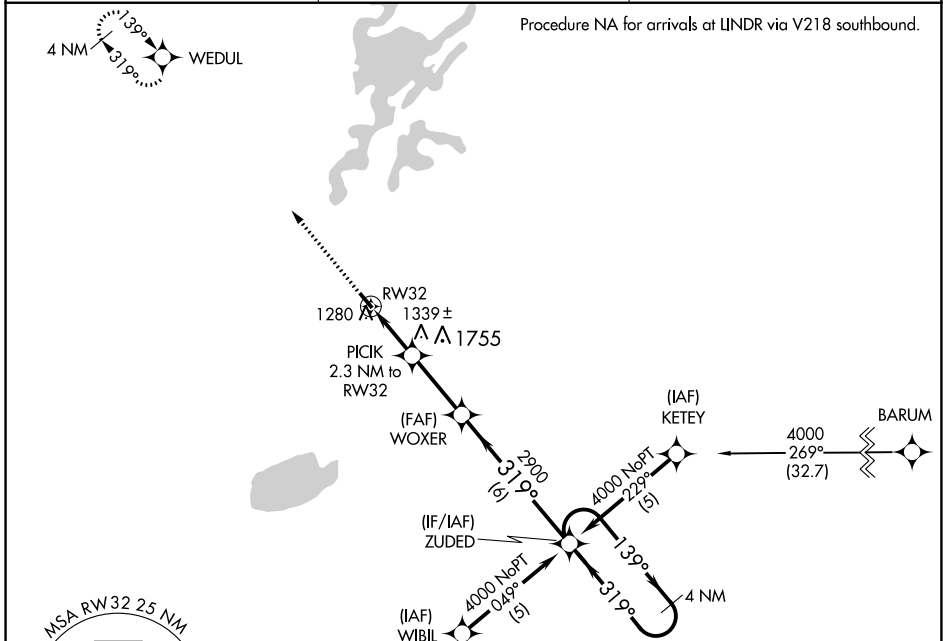 Procedure NA for arrivals at LINDR via V218 southbound.
139°
4 NM
319°
WEDUL
RW32
1280
1339 ±
1755
PICIK
2.3 NM to
RW32
(FAF)
WOXER
(IAF)
KETEY
BARUM
4000
269°
(32.7)
2900
319°
(6)
4000 NoPT
229°
(5)
(IF/IAF)
ZUDED
139°
319°
4 NM
4000 NoPT
049°
(5)
(IAF)
WIBIL
MSA RW32 25 NM